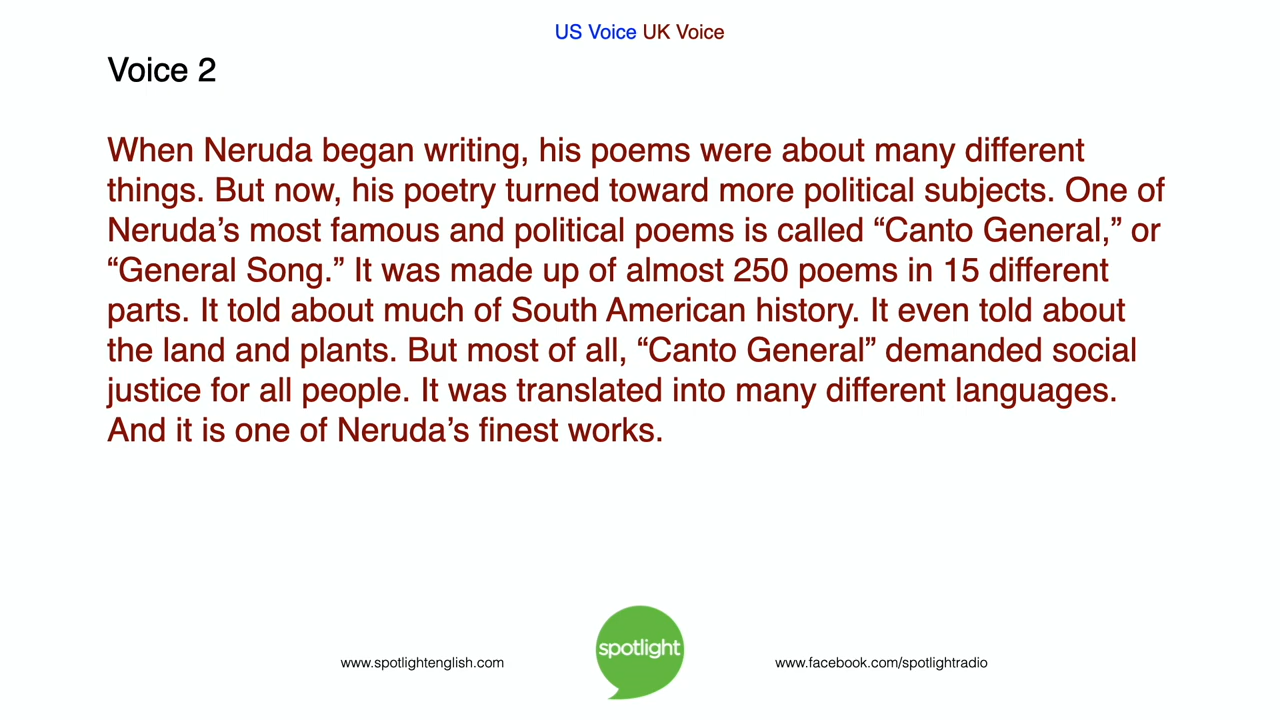 US Voice UK Voice
Voice 2
When Neruda began writing, his poems were about many different
things. But now, his poetry turned toward more political subjects. One of
Neruda’s most famous and political poems is called “Canto General,” or
“General Song.” It was made up of almost 250 poems in 15 different
parts. It told about much of South American history. It even told about
the land and plants. But most of all, “Canto General” demanded social
justice for all people. It was translated into many different languages.
And it is one of Neruda’s finest works.
spotlight
www.spotlightenglish.com
www.facebook.com/spotlightradio